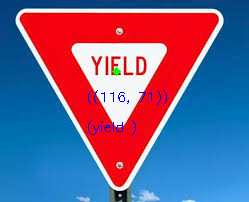 YIELD
((116, 71))
(yield )